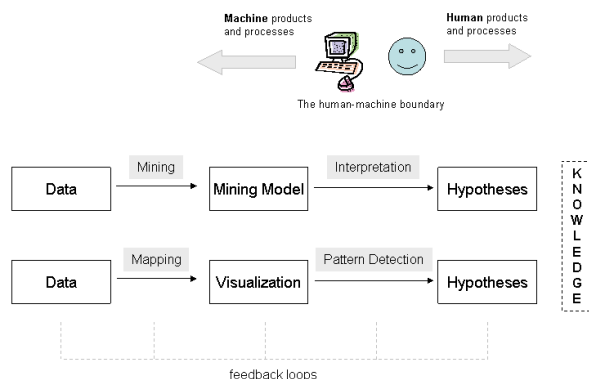 Machine products
and processes
Human products
and processes
The human-machine boundary
Mining
Interpretation
Data
Mining Model
Hypotheses
Mapping
Pattern Detection
Data
Visualization
Hypotheses
KNOWLEDGE
feedback loops